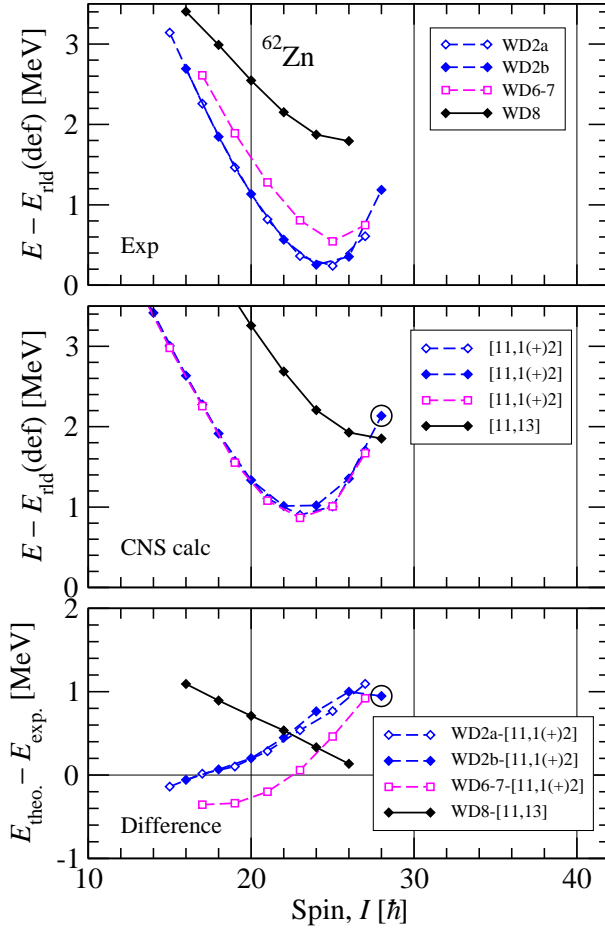 ⁶²Zn
WD2a
WD2b
WD6-7
WD8
E − E_rld(def) [MeV]
3
2
1
0
Exp
[11,1(+)2]
[11,1(+)2]
[11,1(+)2]
[11,13]
E − E_rld(def) [MeV]
3
2
1
0
CNS calc
WD2a-[11,1(+)2]
WD2b-[11,1(+)2]
WD6-7-[11,1(+)2]
WD8-[11,13]
E_theo. − E_exp. [MeV]
2
1
0
-1
Difference
10 20 30 40
Spin, I [ħ]